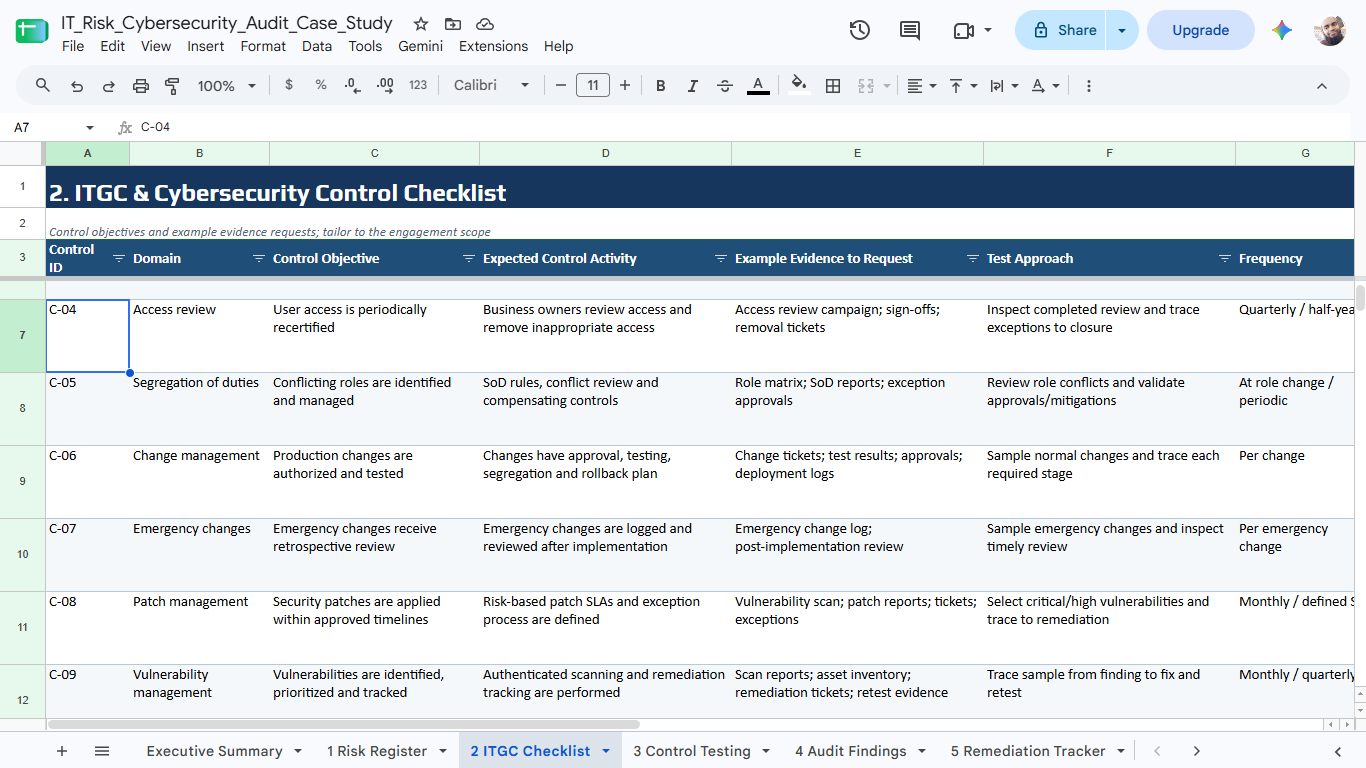 IT_Risk_Cybersecurity_Audit_Case_Study
File Edit View Insert Format Data Tools Gemini Extensions Help
Share
Upgrade
100% $ % .0 .00 123 Calibri 11 B I S A
A7 fx C-04
A B C D E F G
1 2. ITGC & Cybersecurity Control Checklist
2 Control objectives and example evidence requests; tailor to the engagement scope
3 Control ID Domain Control Objective Expected Control Activity Example Evidence to Request Test Approach Frequency
C-04 Access review User access is periodically Business owners review access and Access review campaign; sign-offs; Inspect completed review and trace Quarterly / half-yea
7 recertified remove inappropriate access removal tickets exceptions to closure
C-05 Segregation of duties Conflicting roles are identified SoD rules, conflict review and Role matrix; SoD reports; exception Review role conflicts and validate At role change /
8 and managed compensating controls approvals approvals/mitigations periodic
C-06 Change management Production changes are Changes have approval, testing, Change tickets; test results; approvals; Sample normal changes and trace each Per change
9 authorized and tested segregation and rollback plan deployment logs required stage
C-07 Emergency changes Emergency changes receive Emergency changes are logged and Emergency change log; Sample emergency changes and inspect Per emergency
10 retrospective review reviewed after implementation post-implementation review timely review change
C-08 Patch management Security patches are applied Risk-based patch SLAs and exception Vulnerability scan; patch reports; tickets; Select critical/high vulnerabilities and Monthly / defined S
11 within approved timelines process are defined exceptions trace to remediation
C-09 Vulnerability Vulnerabilities are identified, Authenticated scanning and remediation Scan reports; asset inventory; Trace sample from finding to fix and Monthly / quarterly
12 management prioritized and tracked tracking are performed remediation tickets; retest evidence retest
Executive Summary 1 Risk Register 2 ITGC Checklist 3 Control Testing 4 Audit Findings 5 Remediation Tracker